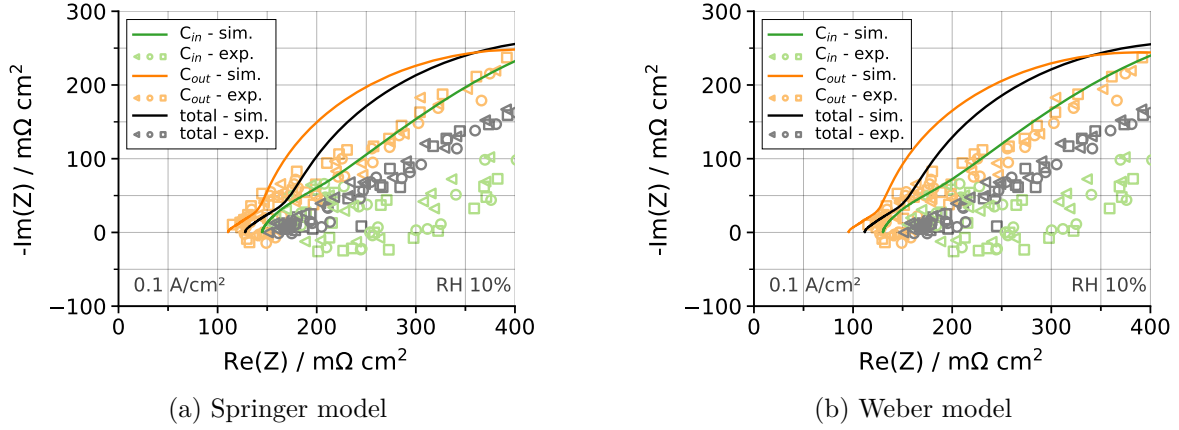 300
200
100
0
−100
-Im(Z) / mΩ cm²
C_in - sim.
C_in - exp.
C_out - sim.
C_out - exp.
total - sim.
total - exp.
0.1 A/cm²
RH 10%
0 100 200 300 400
Re(Z) / mΩ cm²
(a) Springer model
300
200
100
0
−100
-Im(Z) / mΩ cm²
C_in - sim.
C_in - exp.
C_out - sim.
C_out - exp.
total - sim.
total - exp.
0.1 A/cm²
RH 10%
0 100 200 300 400
Re(Z) / mΩ cm²
(b) Weber model